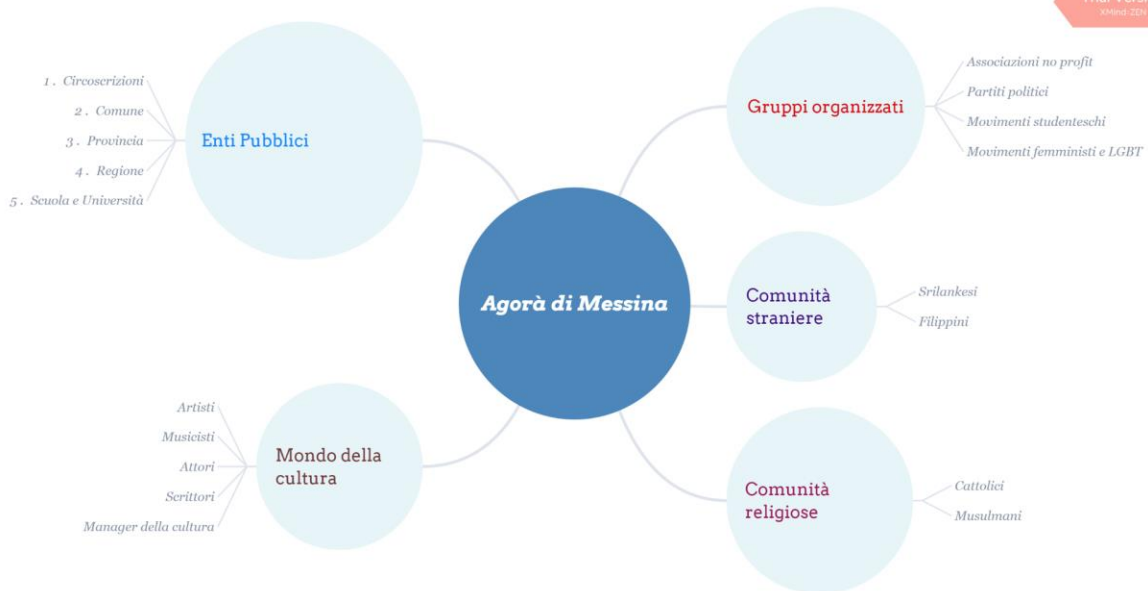 XMind-ZEN
1 . Circoscrizioni
2 . Comune
3 . Provincia
4 . Regione
5 . Scuola e Università
Enti Pubblici
Gruppi organizzati
Associazioni no profit
Partiti politici
Movimenti studenteschi
Movimenti femministi e LGBT
Agorà di Messina
Comunità
straniere
Srilankesi
Filippini
Artisti
Musicisti
Attori
Scrittori
Manager della cultura
Mondo della
cultura
Comunità
religiose
Cattolici
Musulmani